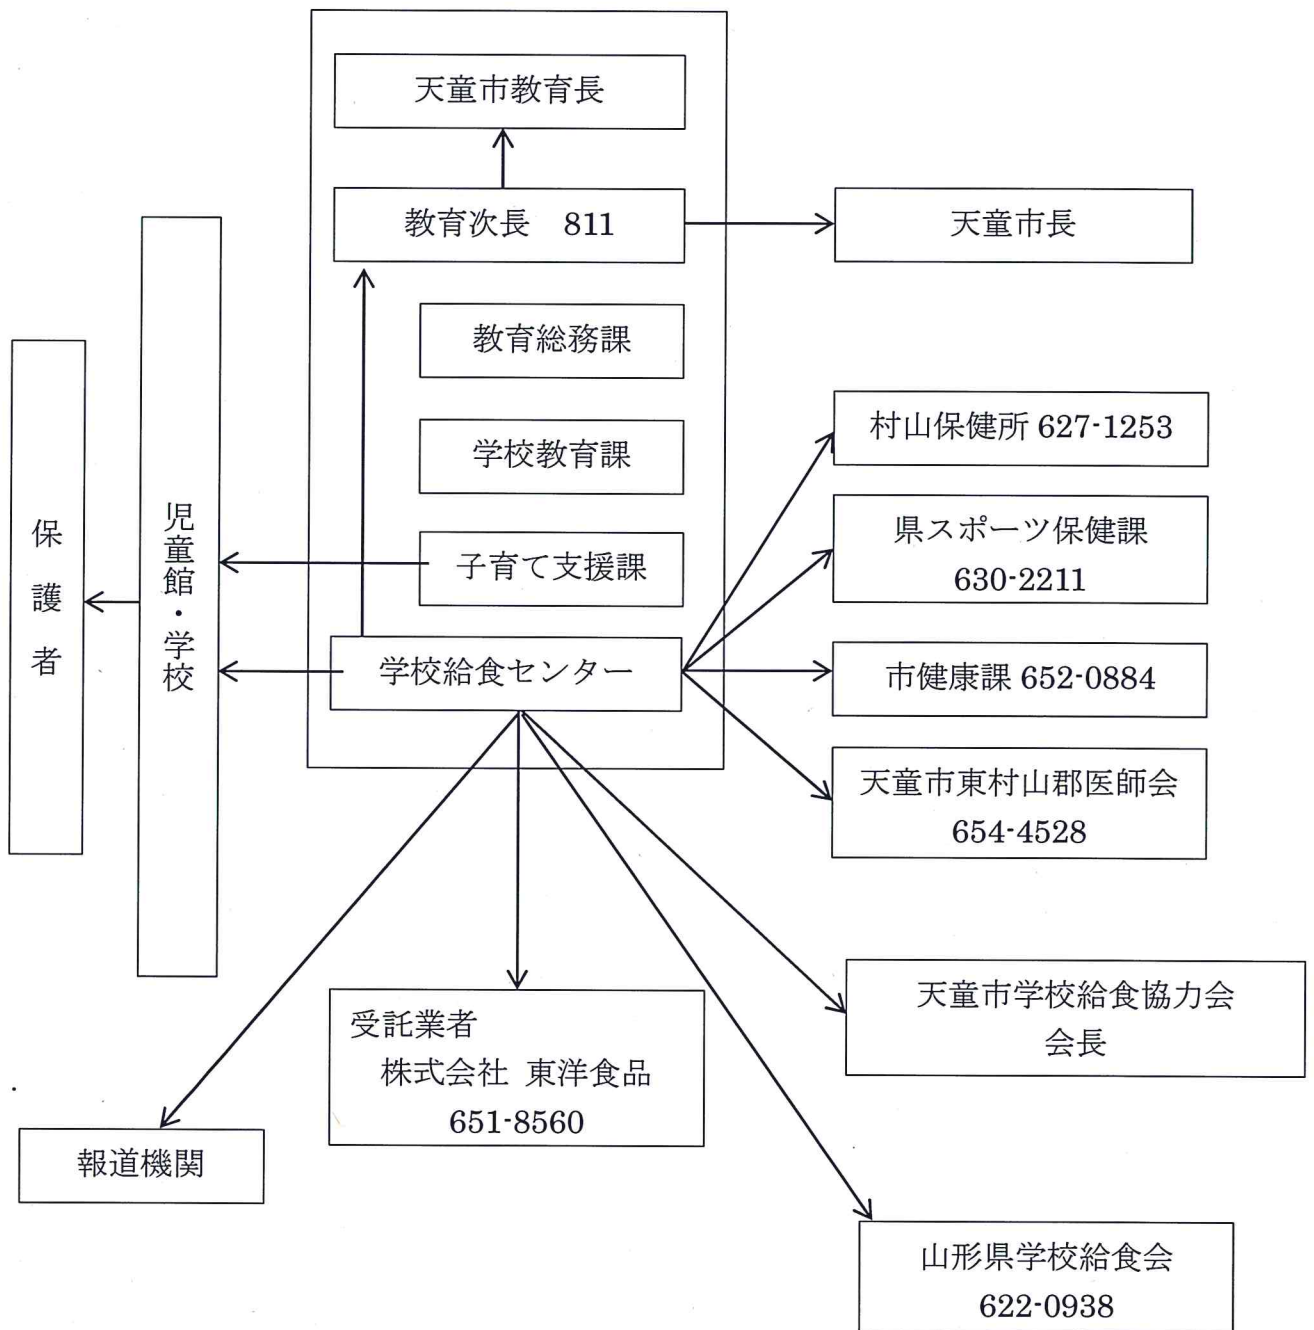 天童市教育長
教育次長　811
天童市長
教育総務課
学校教育課
子育て支援課
学校給食センター
児童館・学校
保護者
村山保健所 627-1253
県スポーツ保健課
630-2211
市健康課 652-0884
天童市東村山郡医師会
654-4528
天童市学校給食協力会
会長
受託業者
株式会社 東洋食品
651-8560
報道機関
山形県学校給食会
622-0938